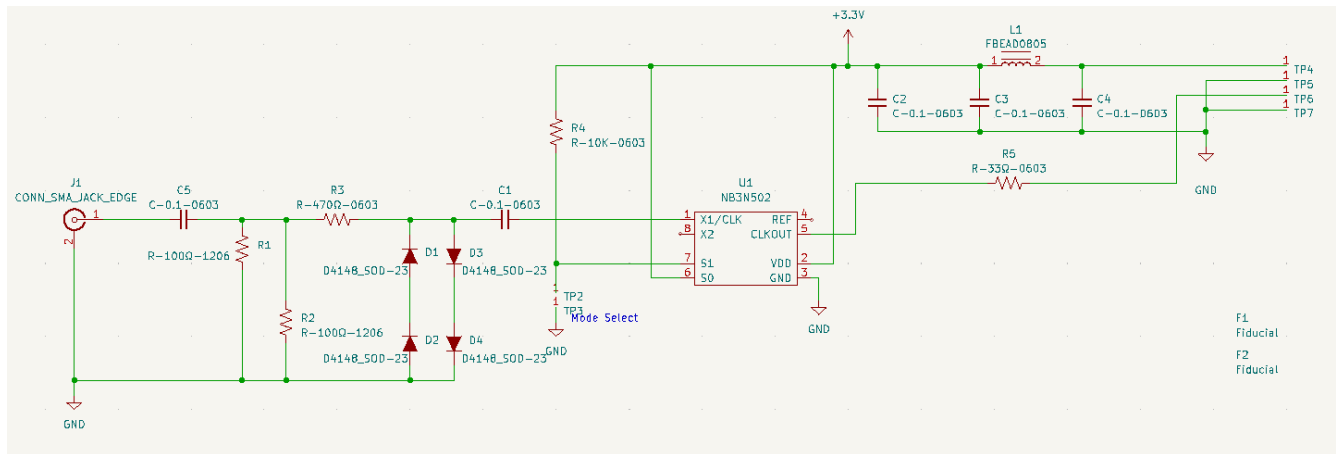 +3.3V
L1
FBEAD0805
1 2
1 TP4
1 TP5
1 TP6
1 TP7
C2
C-0.1-0603
C3
C-0.1-0603
C4
C-0.1-0603
R4
R-10K-0603
R5
R-33Ω-0603
GND
J1
CONN_SMA_JACK_EDGE
1
2
C5
C-0.1-0603
R3
R-470Ω-0603
C1
C-0.1-0603
U1
NB3N502
1 X1/CLK REF 4
8 X2 CLKOUT 5
7 S1 VDD 2
6 S0 GND 3
R1
R-100Ω-1206
D1
D4148_SOD-23
D3
D4148_SOD-23
1 TP2
1 TP3
Mode Select
GND
GND
R2
R-100Ω-1206
D2
D4148_SOD-23
D4
D4148_SOD-23
F1
Fiducial
F2
Fiducial
GND